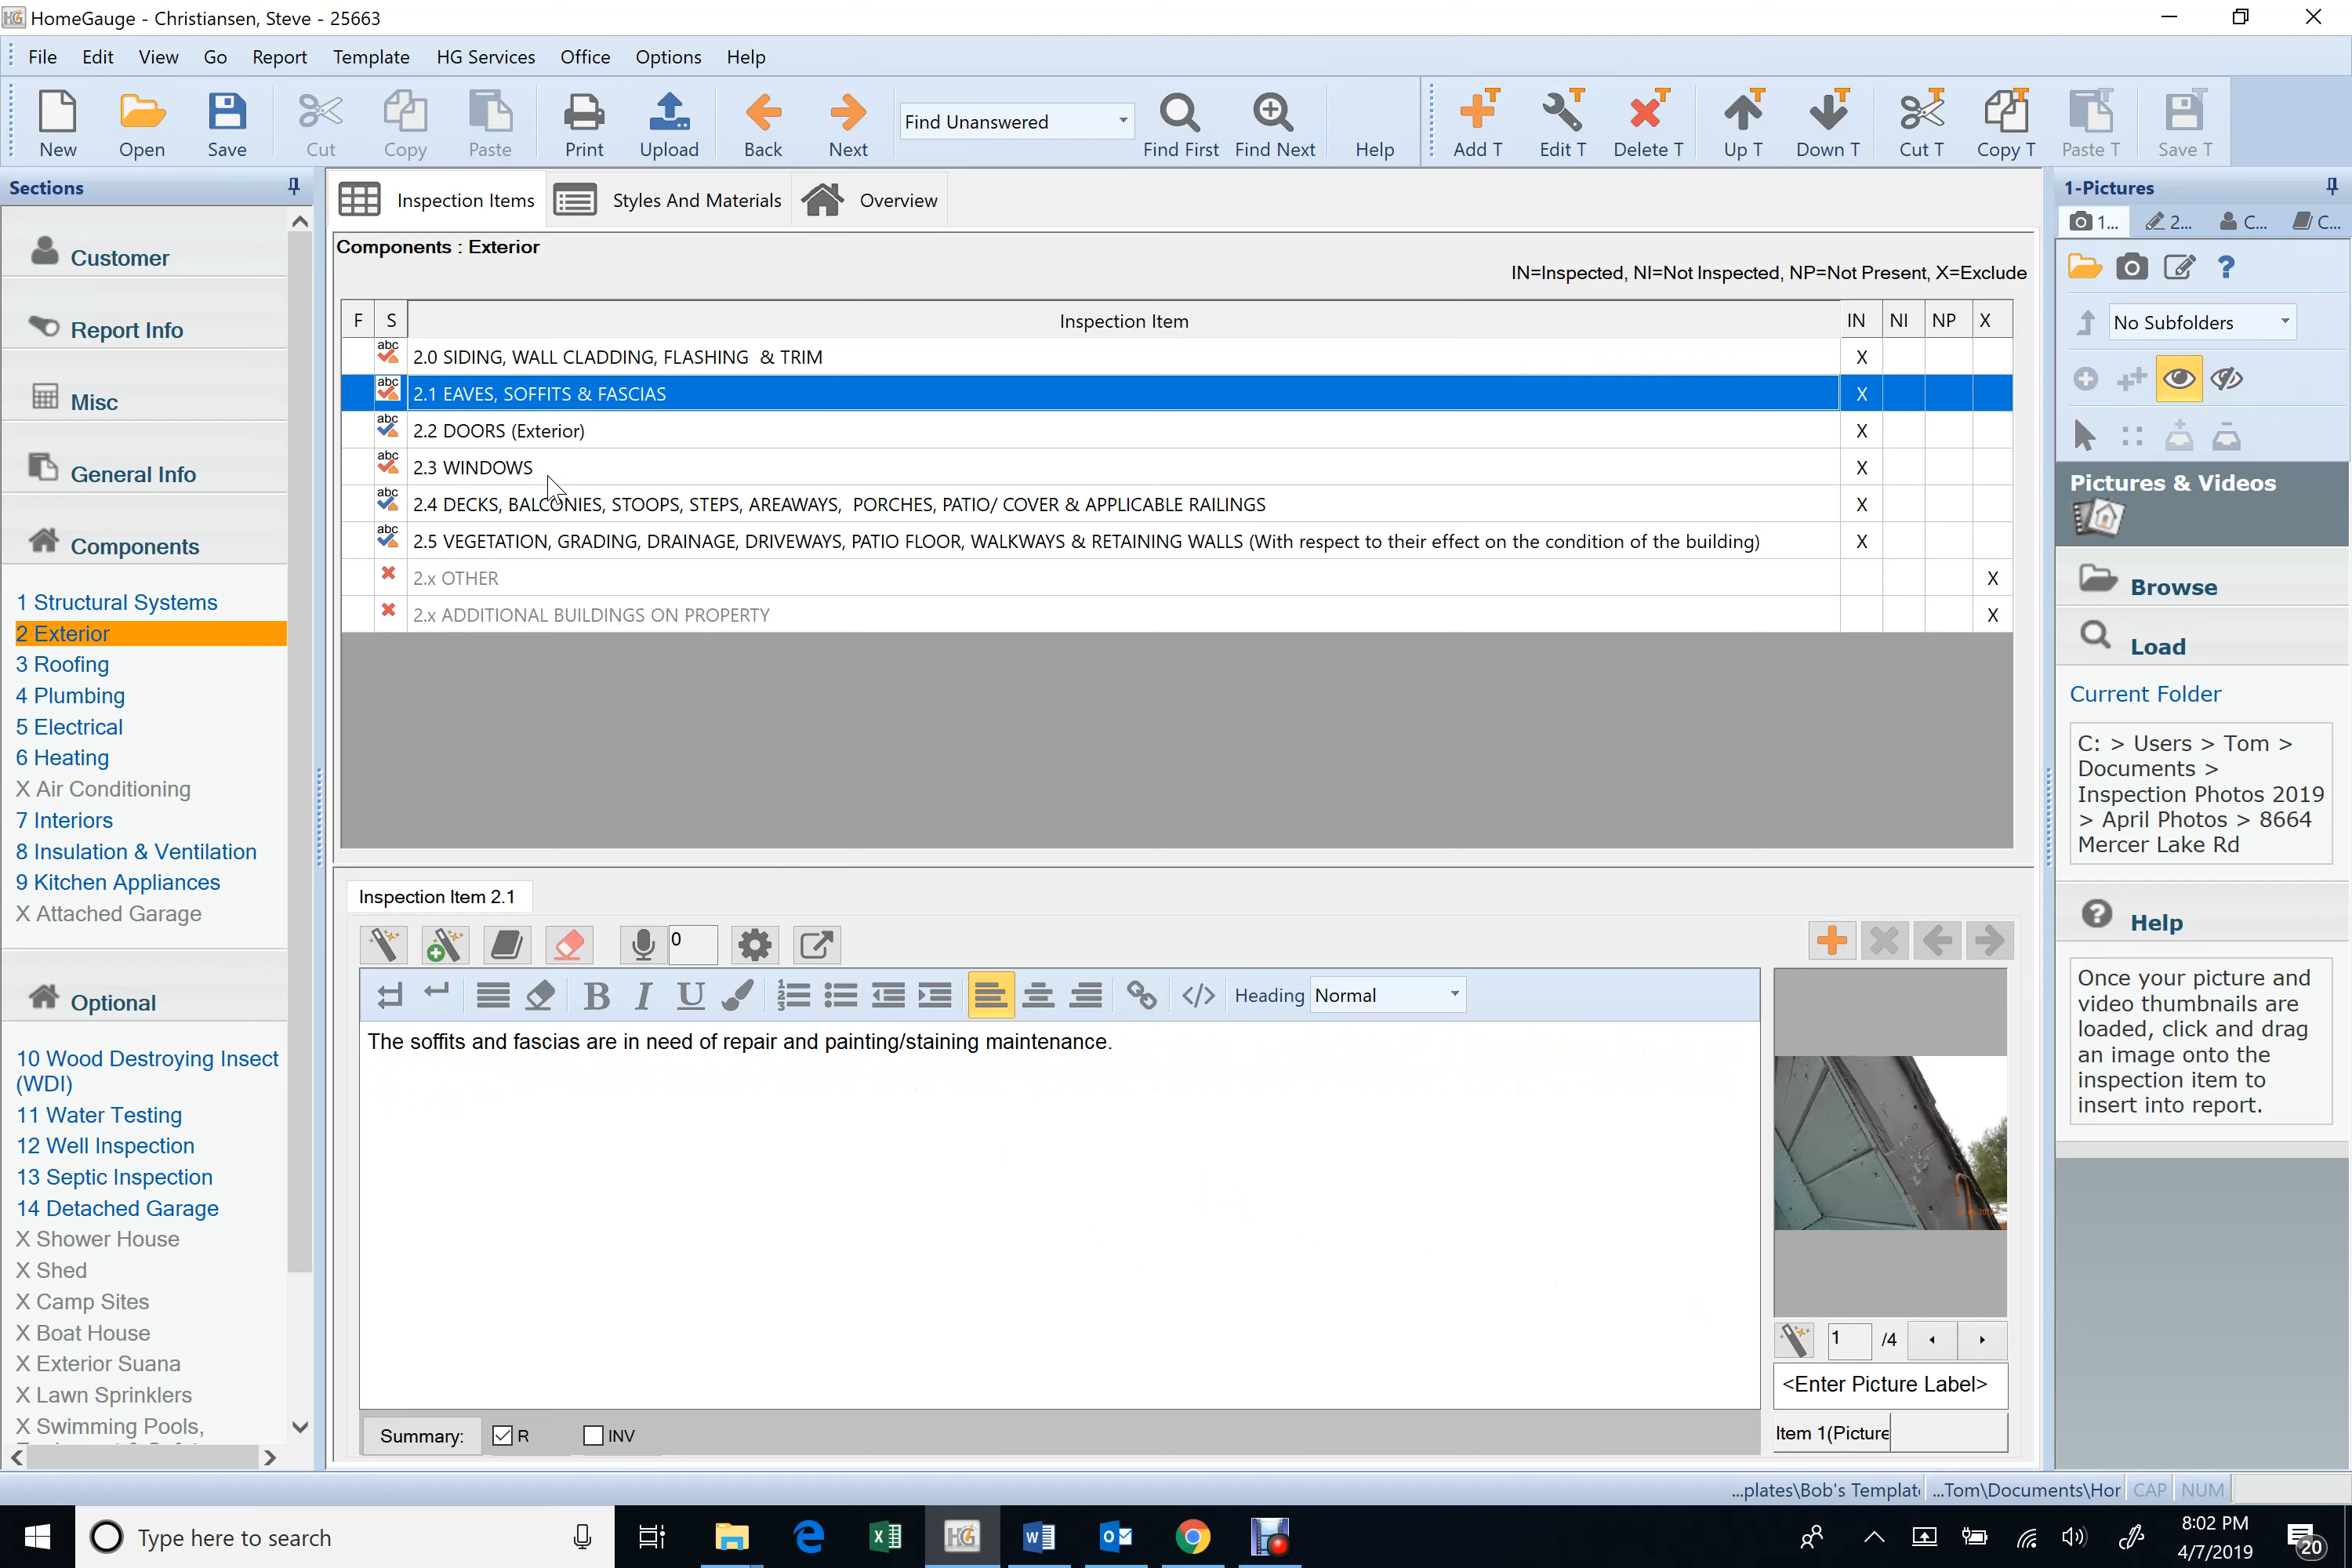 HomeGauge - Christiansen, Steve - 25663
File Edit View Go Report Template HG Services Office Options Help
New Open Save Cut Copy Paste Print Upload Back Next Find Unanswered Find First Find Next Help Add T Edit T Delete T Up T Down T Cut T Copy T Paste T Save T
Sections
Customer
Report Info
Misc
General Info
Components
1 Structural Systems
2 Exterior
3 Roofing
4 Plumbing
5 Electrical
6 Heating
X Air Conditioning
7 Interiors
8 Insulation & Ventilation
9 Kitchen Appliances
X Attached Garage
Optional
10 Wood Destroying Insect
(WDI)
11 Water Testing
12 Well Inspection
13 Septic Inspection
14 Detached Garage
X Shower House
X Shed
X Camp Sites
X Boat House
X Exterior Suana
X Lawn Sprinklers
X Swimming Pools,
Inspection Items Styles And Materials Overview
Components : Exterior
IN=Inspected, NI=Not Inspected, NP=Not Present, X=Exclude
F S Inspection Item IN NI NP X
abc 2.0 SIDING, WALL CLADDING, FLASHING & TRIM X
abc 2.1 EAVES, SOFFITS & FASCIAS X
abc 2.2 DOORS (Exterior) X
abc 2.3 WINDOWS X
abc 2.4 DECKS, BALCONIES, STOOPS, STEPS, AREAWAYS, PORCHES, PATIO/ COVER & APPLICABLE RAILINGS X
abc 2.5 VEGETATION, GRADING, DRAINAGE, DRIVEWAYS, PATIO FLOOR, WALKWAYS & RETAINING WALLS (With respect to their effect on the condition of the building) X
2.x OTHER X
2.x ADDITIONAL BUILDINGS ON PROPERTY X
Inspection Item 2.1
0
B I U Heading Normal
The soffits and fascias are in need of repair and painting/staining maintenance.
Summary: R INV
1 /4
<Enter Picture Label>
Item 1(Picture
1-Pictures
1... 2... C... C...
No Subfolders
Pictures & Videos
Browse
Load
Current Folder
C: > Users > Tom >
Documents >
Inspection Photos 2019
> April Photos > 8664
Mercer Lake Rd
Help
Once your picture and
video thumbnails are
loaded, click and drag
an image onto the
inspection item to
insert into report.
...plates\Bob's Templat ...Tom\Documents\Hor CAP NUM
Type here to search
8:02 PM
4/7/2019
20